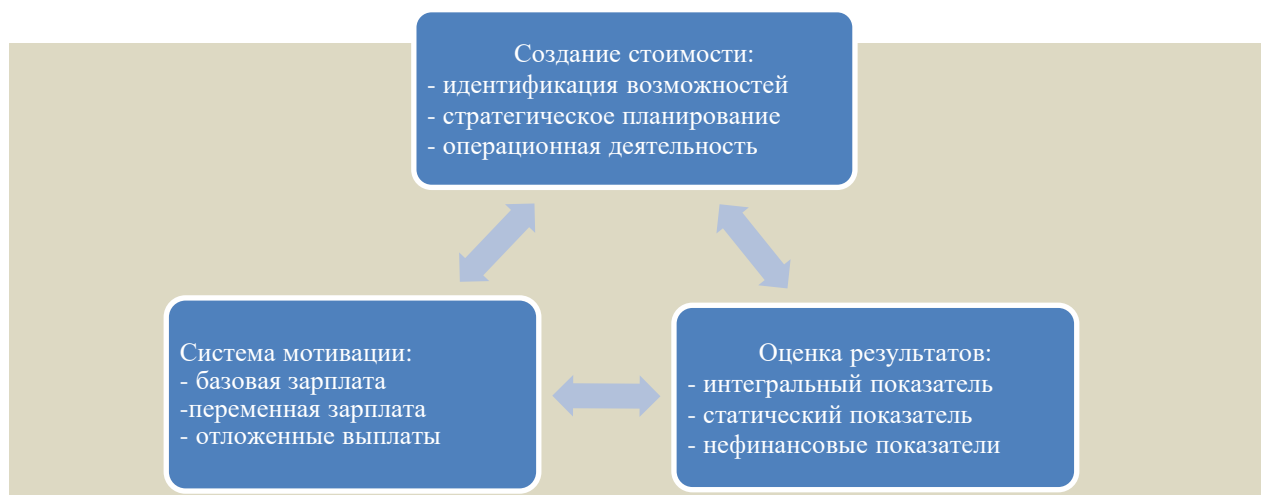 Создание стоимости:
- идентификация возможностей
- стратегическое планирование
- операционная деятельность
Система мотивации:
- базовая зарплата
-переменная зарплата
- отложенные выплаты
Оценка результатов:
- интегральный показатель
- статический показатель
- нефинансовые показатели